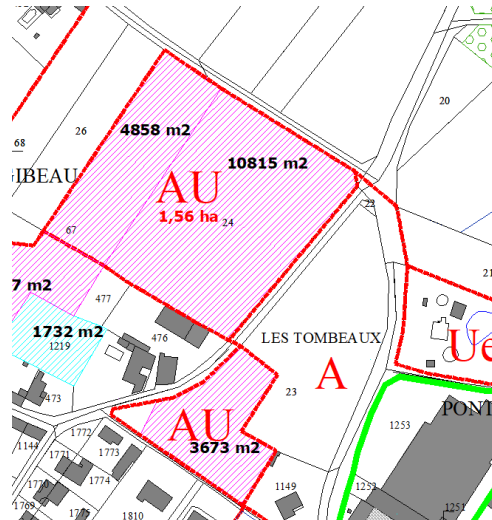 20
4858 m2
26
68
10815 m2
GIBEAU
AU
1,56 ha
22
24
67
21
7 m2
477
1732 m2
1219
476
LES TOMBEAUX
Ue
A
473
23
PONT
AU
3673 m2
1253
1772
1144
1773
1771
1774
1770
1149
1252
1769
1775
1810
1251